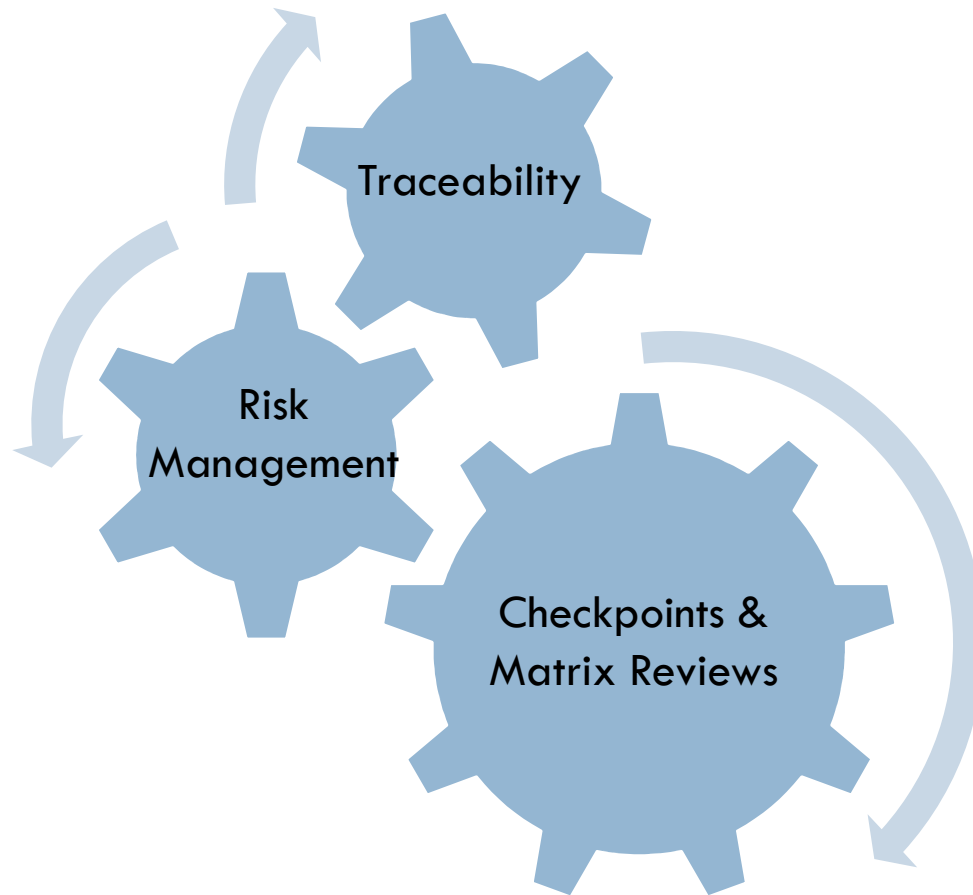 Traceability
Risk
Management
Checkpoints &
Matrix Reviews